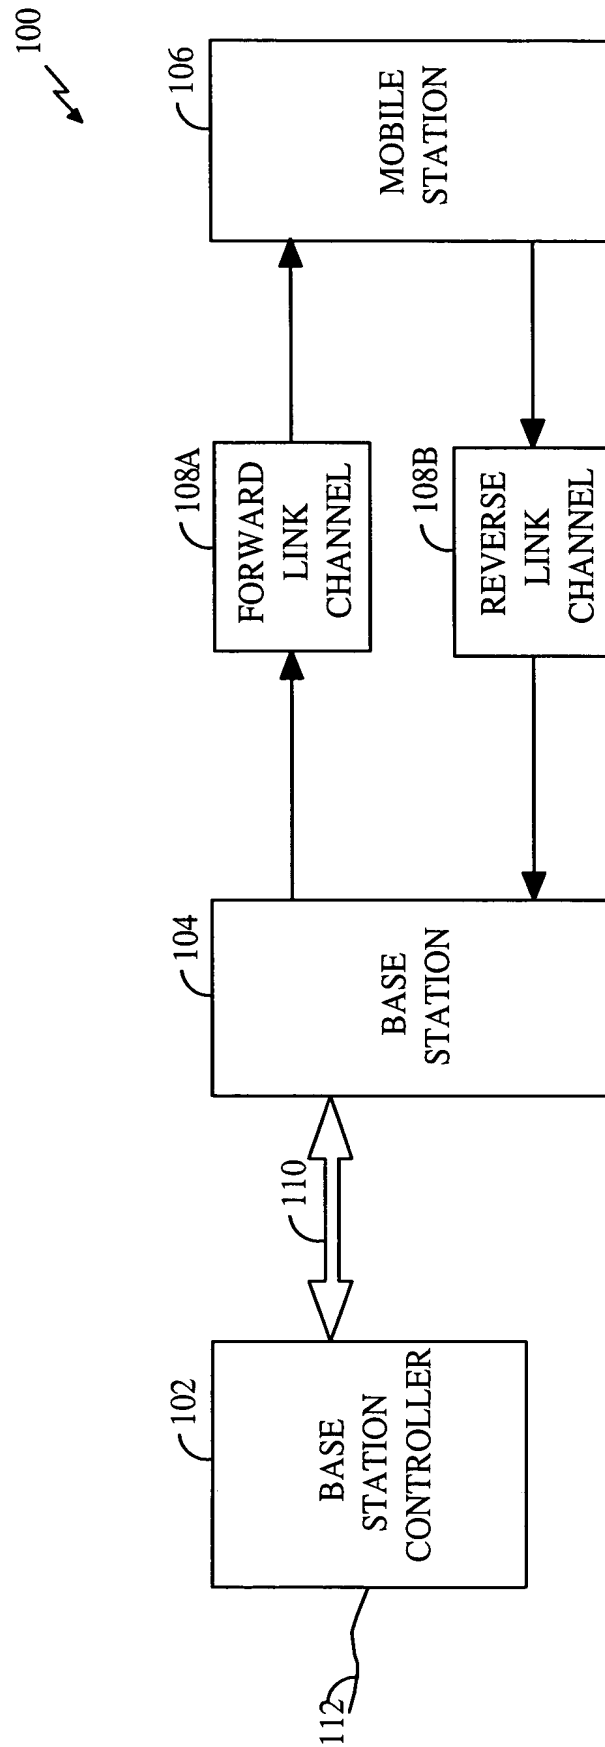 100
102
BASE
STATION
CONTROLLER
112
110
104
BASE
STATION
108A
FORWARD
LINK
CHANNEL
108B
REVERSE
LINK
CHANNEL
106
MOBILE
STATION